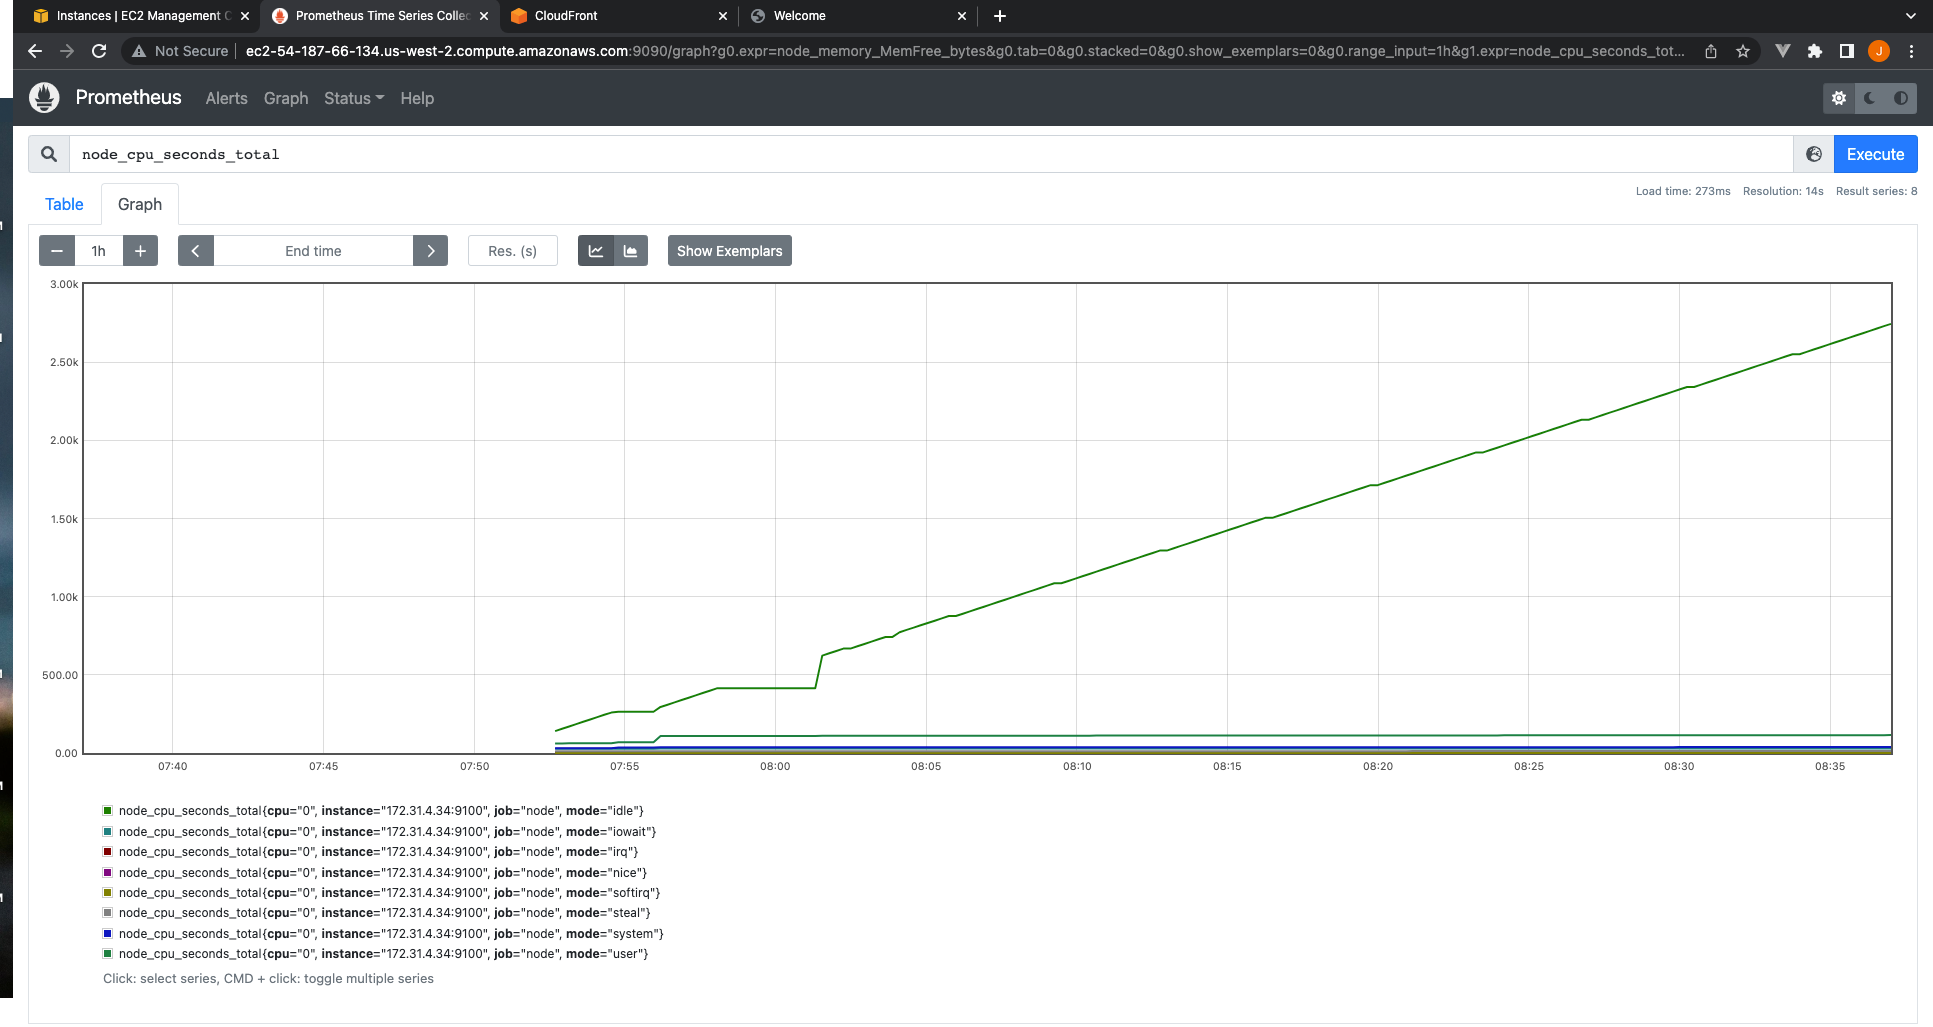 Instances | EC2 Management C
Prometheus Time Series Collec
CloudFront
Welcome
Not Secure
ec2-54-187-66-134.us-west-2.compute.amazonaws.com:9090/graph?g0.expr=node_memory_MemFree_bytes&g0.tab=0&g0.stacked=0&g0.show_exemplars=0&g0.range_input=1h&g1.expr=node_cpu_seconds_tot...
J
Prometheus
Alerts
Graph
Status
Help
node_cpu_seconds_total
Execute
Load time: 273ms
Resolution: 14s
Result series: 8
Table
Graph
1h
End time
Res. (s)
Show Exemplars
3.00k
2.50k
2.00k
1.50k
1.00k
500.00
0.00
07:40
07:45
07:50
07:55
08:00
08:05
08:10
08:15
08:20
08:25
08:30
08:35
node_cpu_seconds_total{cpu="0", instance="172.31.4.34:9100", job="node", mode="idle"}
node_cpu_seconds_total{cpu="0", instance="172.31.4.34:9100", job="node", mode="iowait"}
node_cpu_seconds_total{cpu="0", instance="172.31.4.34:9100", job="node", mode="irq"}
node_cpu_seconds_total{cpu="0", instance="172.31.4.34:9100", job="node", mode="nice"}
node_cpu_seconds_total{cpu="0", instance="172.31.4.34:9100", job="node", mode="softirq"}
node_cpu_seconds_total{cpu="0", instance="172.31.4.34:9100", job="node", mode="steal"}
node_cpu_seconds_total{cpu="0", instance="172.31.4.34:9100", job="node", mode="system"}
node_cpu_seconds_total{cpu="0", instance="172.31.4.34:9100", job="node", mode="user"}
Click: select series, CMD + click: toggle multiple series